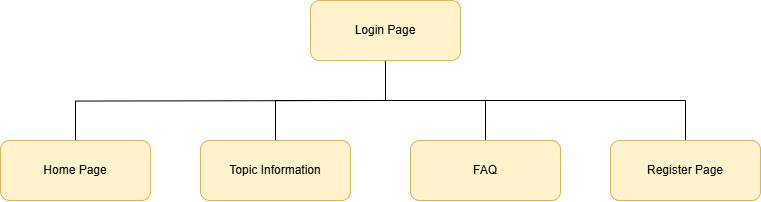 Login Page
Home Page
Topic Information
FAQ
Register Page